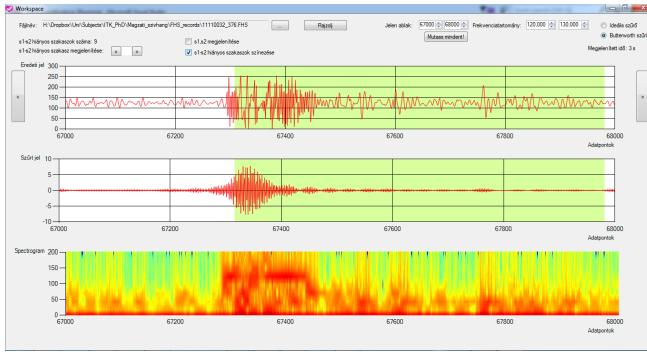 Workspace
Fájlnév: H:\Dropbox\Uni\Subjects\ITK_PhD\Magzati_szivhang\FHS_records\11110032_376.FHS ... Rajzolj Jelen ablak: 67000 68000 Frekvenciatartomány: 120,000 130,000 Ideális szűrő
s1-s2 hiányos szakaszok száma: 9 s1,s2 megjelenítése Mutass mindent! Butterworth szűrő
s1-s2 hiányos szakasz megjelenítése: s1-s2 hiányos szakaszok színezése Megjelenített idő: 3 s
Eredeti jel
300
250
200
150
100
50
0
67000 67200 67400 67600 67800 68000
Adatpontok
Szűrt jel
10
5
0
-5
-10
67000 67200 67400 67600 67800 68000
Adatpontok
Spectrogram
200
150
100
50
0
67000 67200 67400 67600 67800 68000
Adatpontok